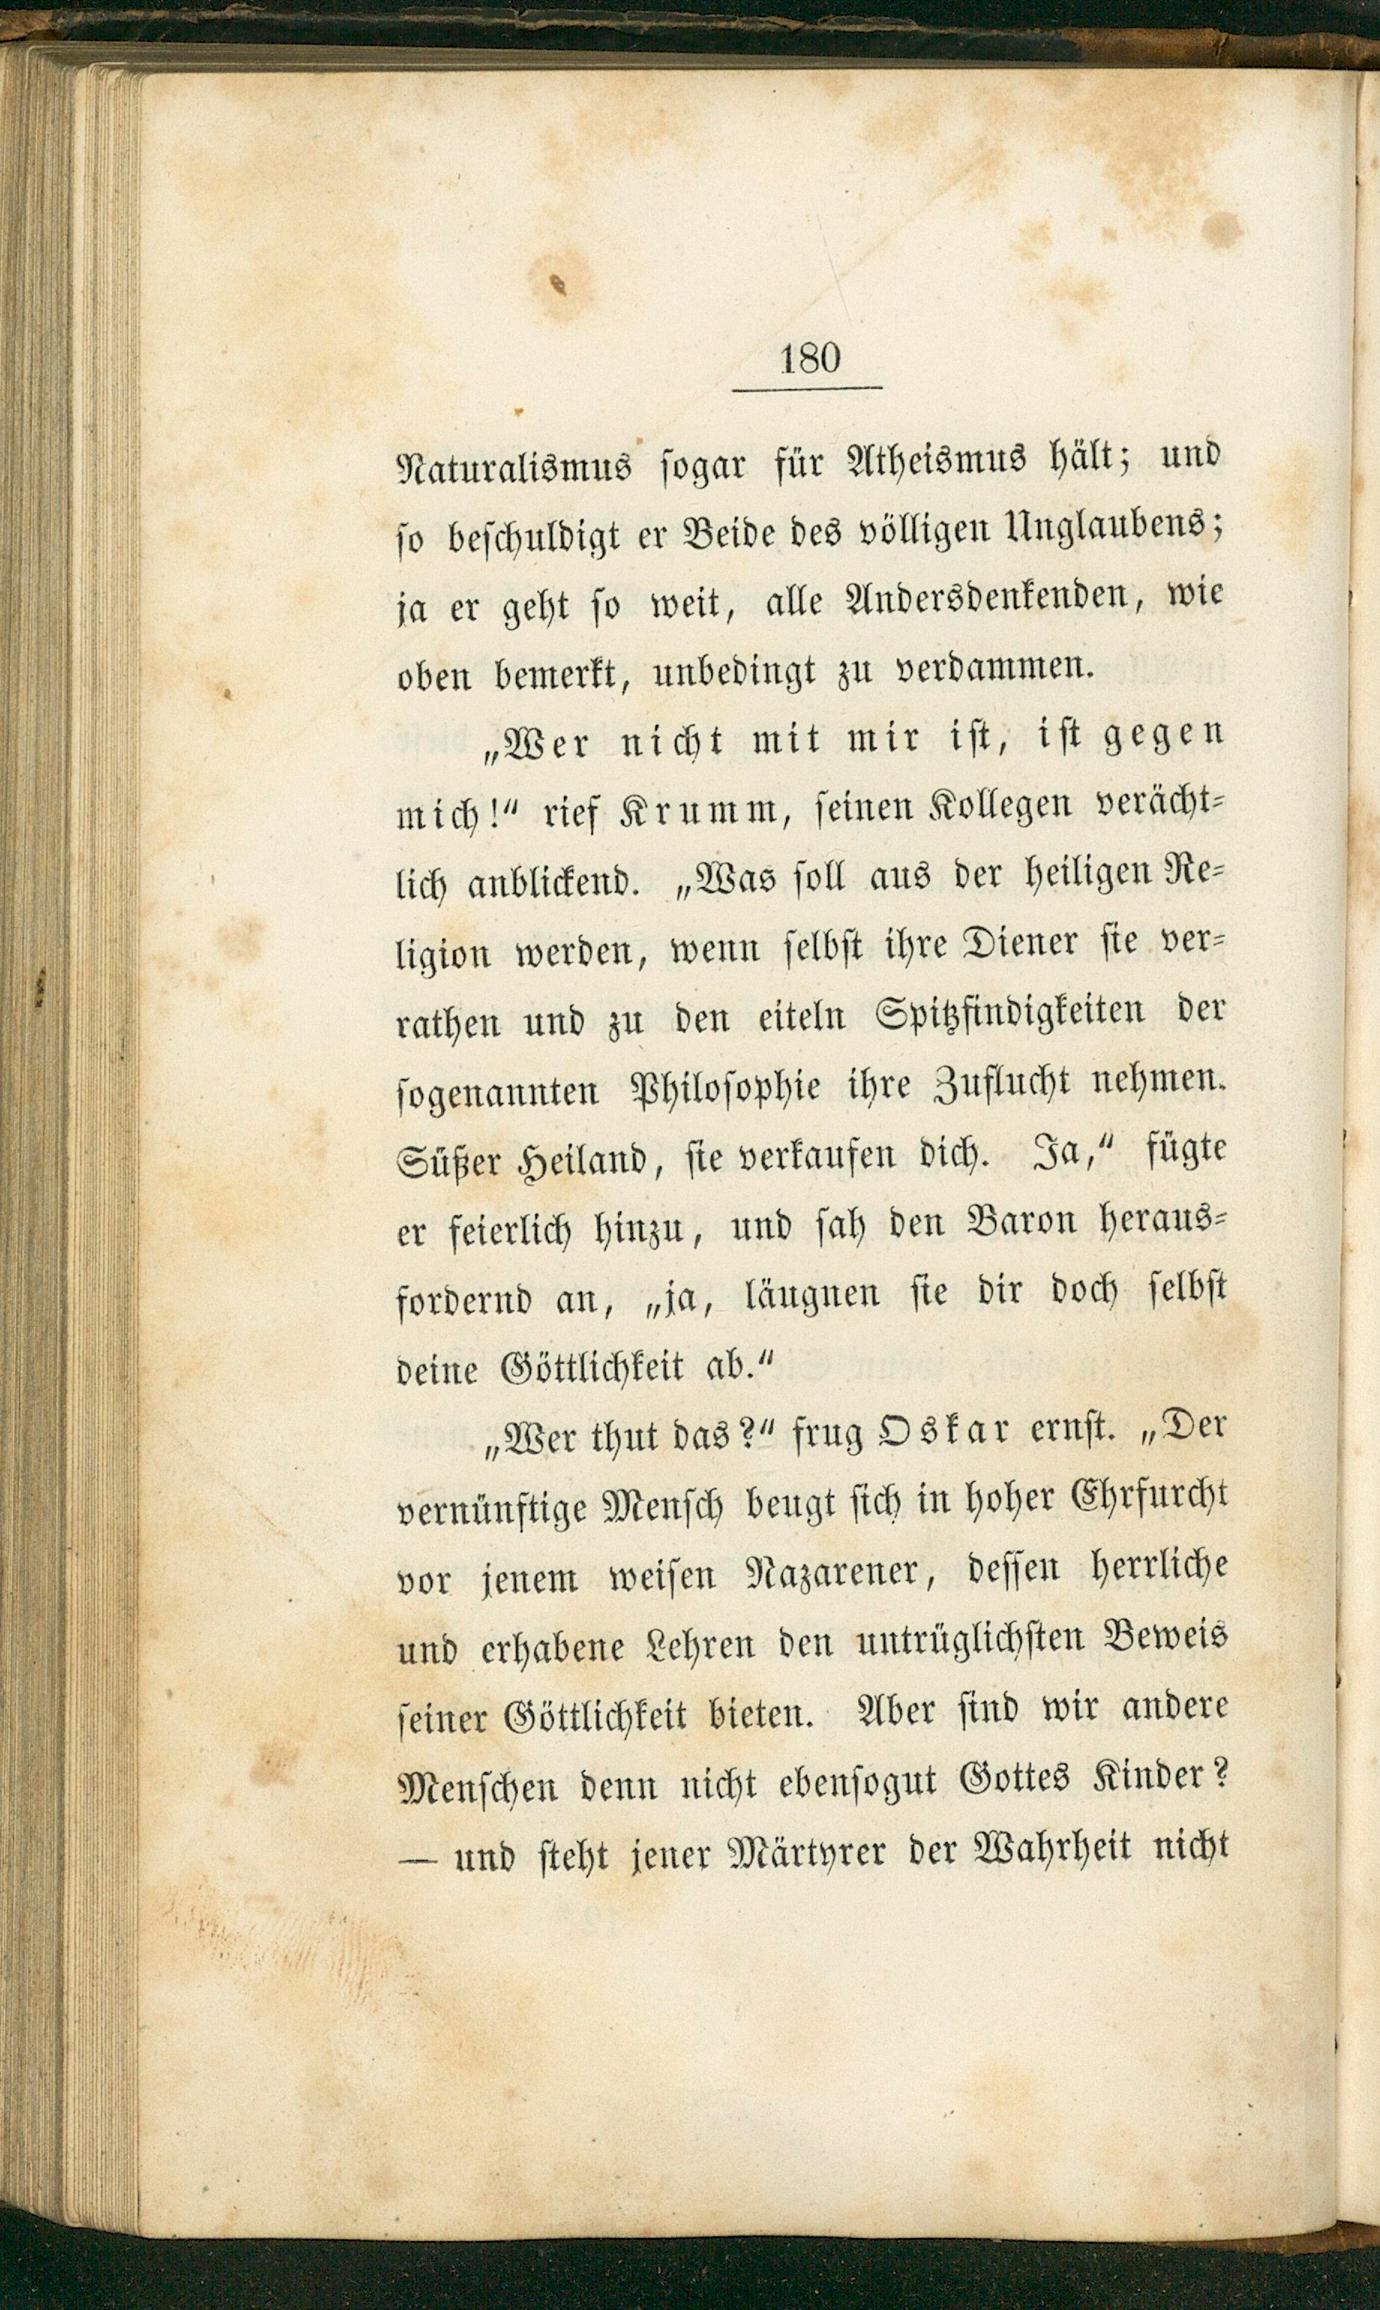 180
Naturalismus sogar für Atheismus hält; und
so beschuldigt er Beide des völligen Unglaubens;
ja er geht so weit, alle Andersdenkenden, wie
oben bemerkt, unbedingt zu verdammen.
„Wer nicht mit mir ist, ist gegen
mich!“ rief Krumm, seinen Kollegen verächt-
lich anblickend. „Was soll aus der heiligen Re-
ligion werden, wenn selbst ihre Diener sie ver-
rathen und zu den eiteln Spitzfindigkeiten der
sogenannten Philosophie ihre Zuflucht nehmen.
Süßer Heiland, sie verkaufen dich. Ja,“ fügte
er feierlich hinzu, und sah den Baron heraus-
fordernd an, „ja, läugnen sie dir doch selbst
deine Göttlichkeit ab.“
„Wer thut das?“ frug Oskar ernst. „Der
vernünftige Mensch beugt sich in hoher Ehrfurcht
vor jenem weisen Nazarener, dessen herrliche
und erhabene Lehren den untrüglichsten Beweis
seiner Göttlichkeit bieten. Aber sind wir andere
Menschen denn nicht ebensogut Gottes Kinder?
— und steht jener Märtyrer der Wahrheit nicht